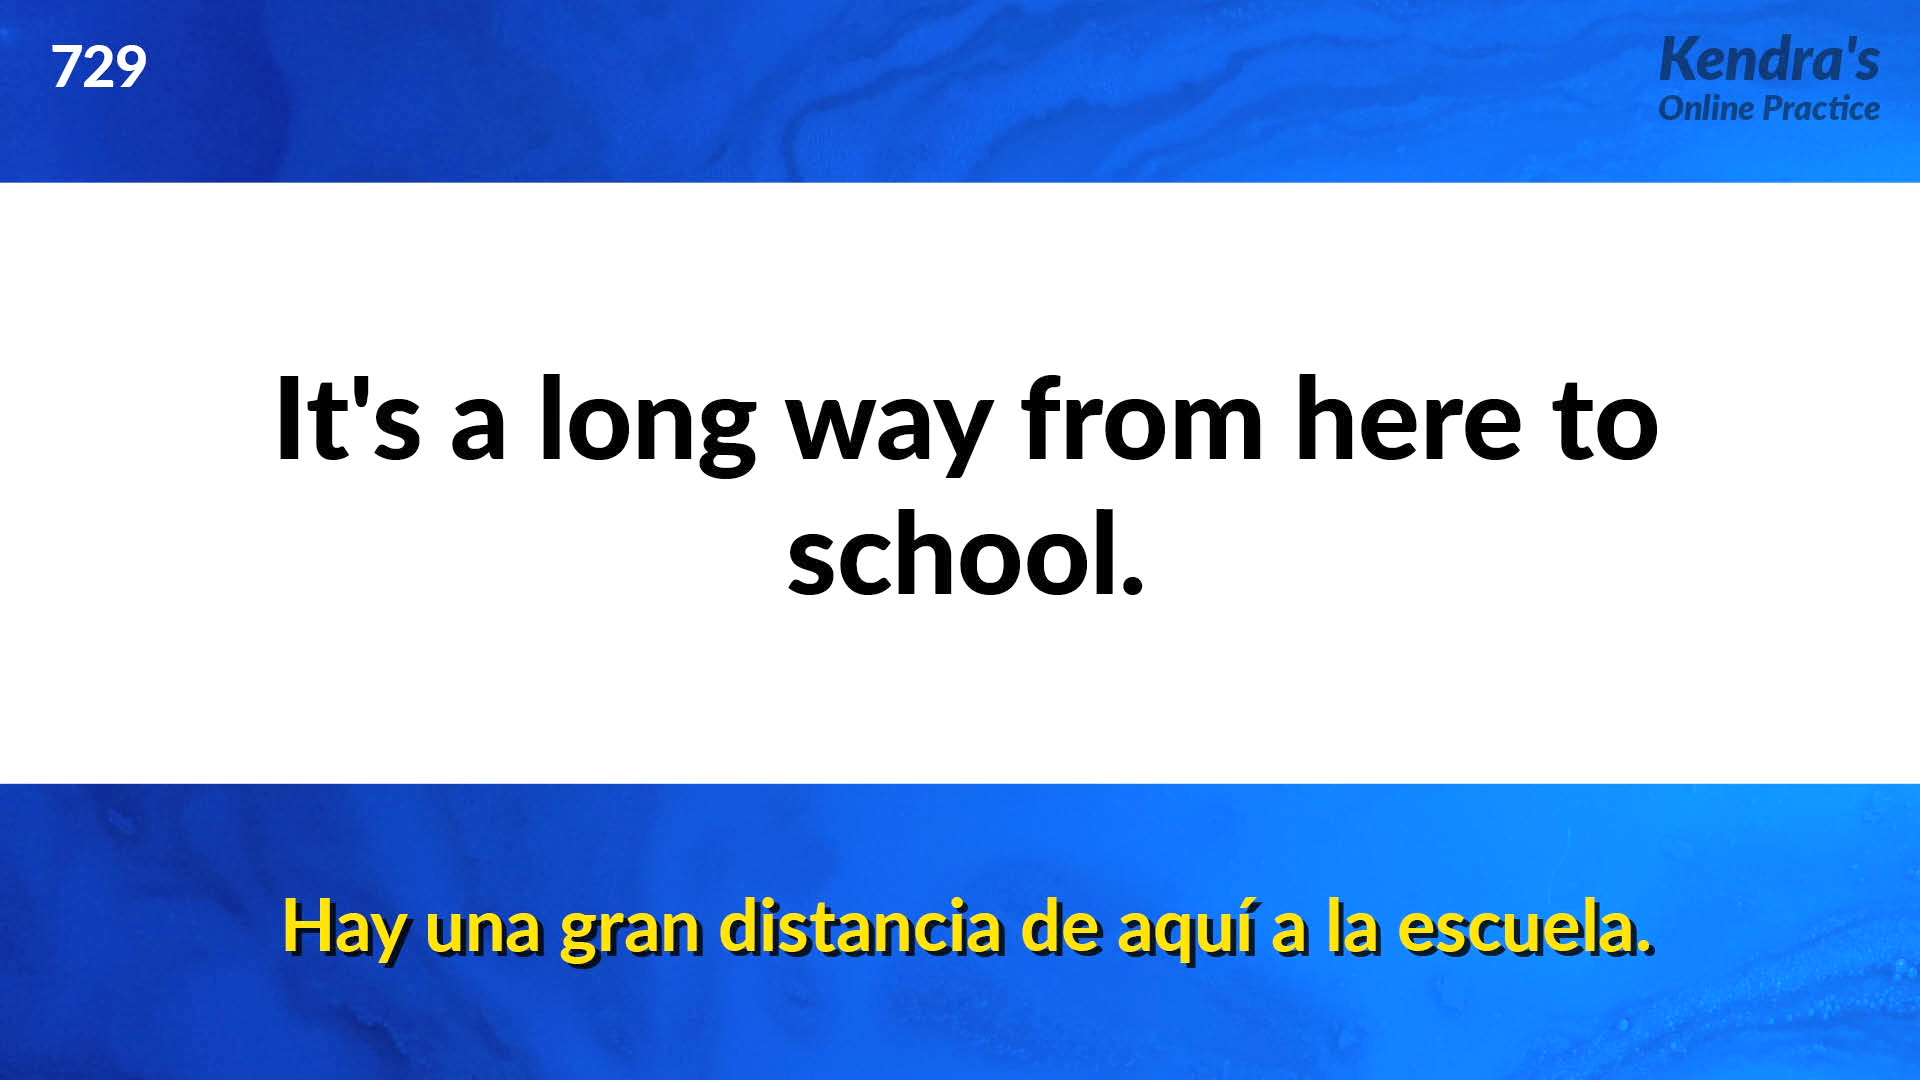 729
Kendra's
Online Practice
It's a long way from here to
school.
Hay una gran distancia de aquí a la escuela.